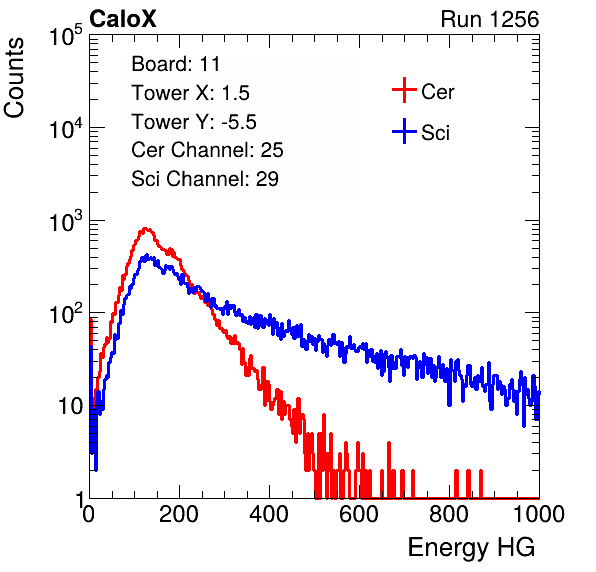 CaloX Run 1256
Counts
Board: 11
Tower X: 1.5
Tower Y: -5.5
Cer Channel: 25
Sci Channel: 29
Cer
Sci
10^5
10^4
10^3
10^2
10
1
0 200 400 600 800 1000
Energy HG